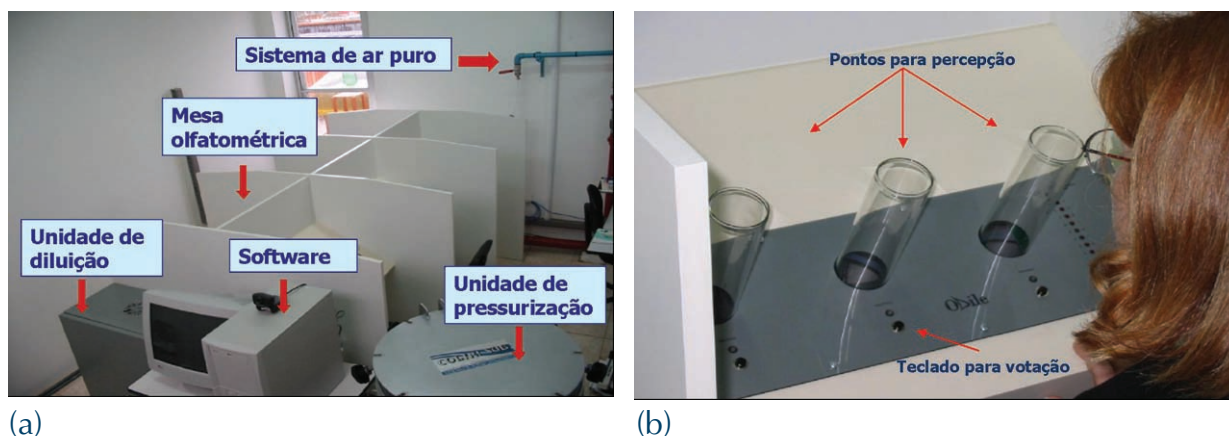 Sistema de ar puro
Mesa
olfatométrica
Unidade de
diluição
Software
Unidade de
pressurização
(a)
Pontos para percepção
Odile
Teclado para votação
(b)